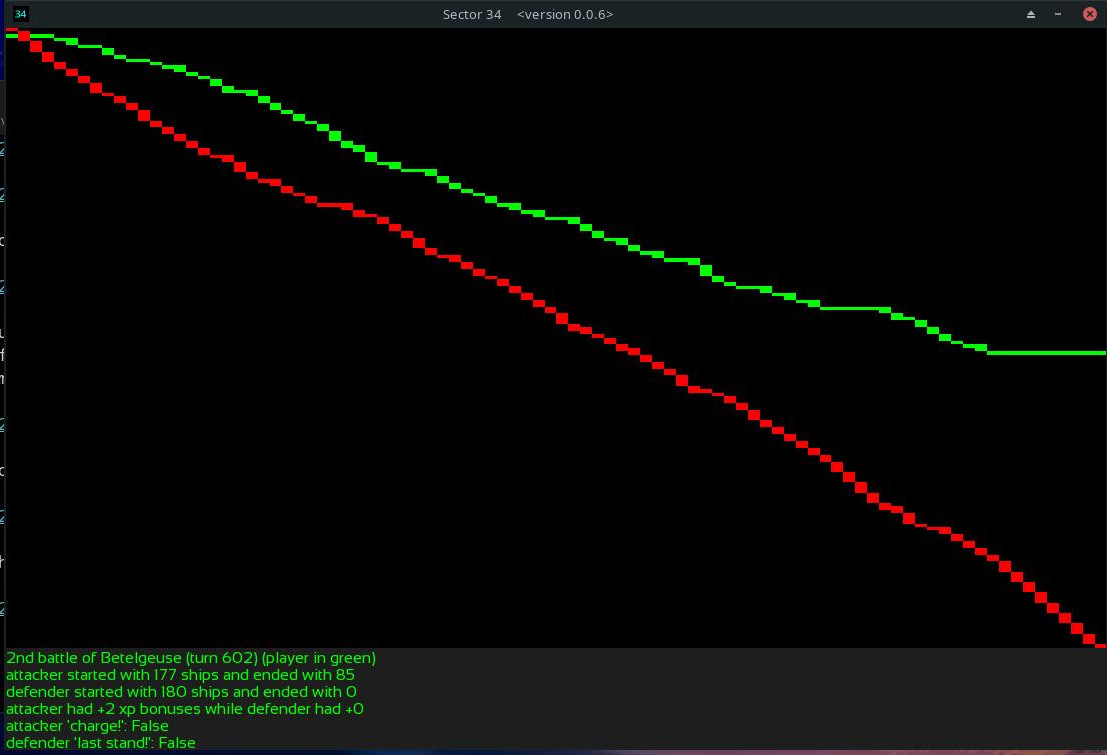 34 Sector 34 <version 0.0.6>
2nd battle of Betelgeuse (turn 602) (player in green)
attacker started with 177 ships and ended with 85
defender started with 180 ships and ended with 0
attacker had +2 xp bonuses while defender had +0
attacker 'charge!': False
defender 'last stand!': False